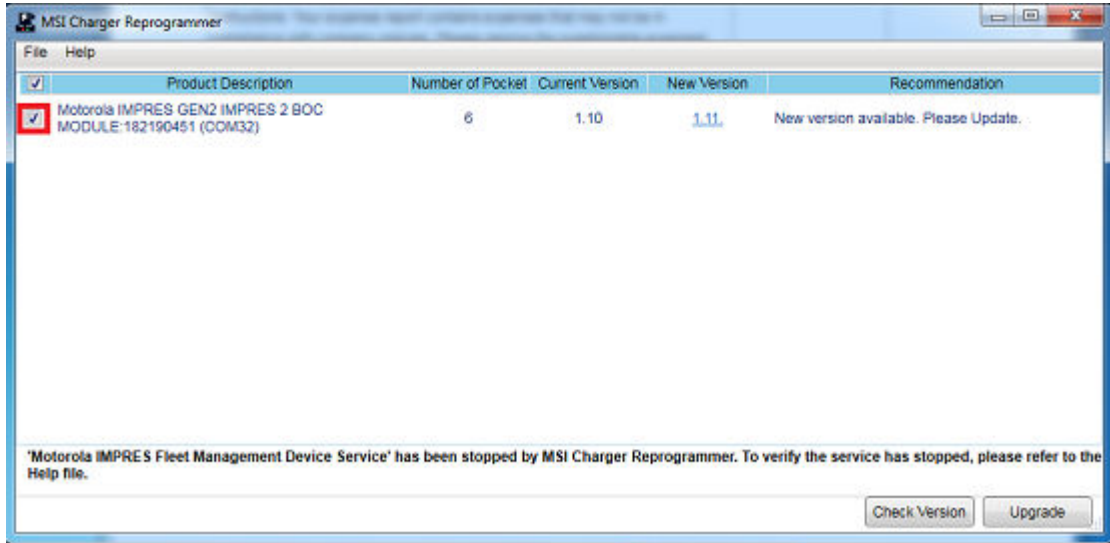 MSI Charger Reprogrammer
File Help
Product Description Number of Pocket Current Version New Version Recommendation
Motorola IMPRES GEN2 IMPRES 2 BOC
MODULE:182190451 (COM32) 6 1.10 1.11. New version available. Please Update.
'Motorola IMPRES Fleet Management Device Service' has been stopped by MSI Charger Reprogrammer. To verify the service has stopped, please refer to the
Help file.
Check Version Upgrade